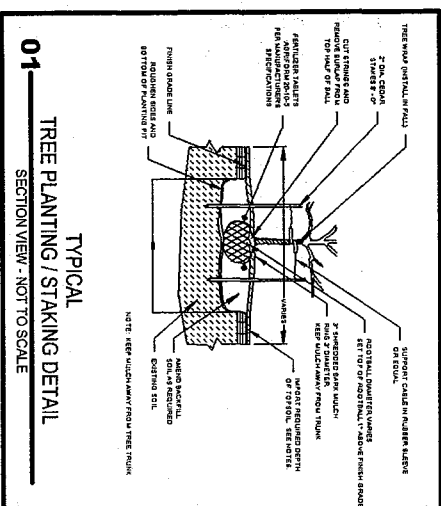 TREE WRAP (INSTALL IN FALL)
2" DIA. CEDAR
STAKES 8'-0"
CUT STRINGS AND
REMOVE BURLAP FROM
TOP HALF OF BALL
FERTILIZER TABLETS
'AGRIFORM' 20-10-5
PER MANUFACTURER'S
SPECIFICATIONS
FINISH GRADE LINE
ROUGHEN SIDES AND
BOTTOM OF PLANTING PIT
SUPPORT CABLE IN RUBBER SLEEVE
OR EQUAL
ROOTBALL DIAMETER VARIES
SET TOP OF ROOTBALL 1" ABOVE FINISH GRADE
3" SHREDDED BARK MULCH
RING 3' DIAMETER
KEEP MULCH AWAY FROM TRUNK
VARIES
IMPORT REQUIRED DEPTH
OF TOPSOIL. SEE NOTES.
AMEND BACKFILL
SOIL AS REQUIRED
EXISTING SOIL
NOTE: KEEP MULCH AWAY FROM TREE TRUNK
TYPICAL
TREE PLANTING / STAKING DETAIL
01
SECTION VIEW - NOT TO SCALE